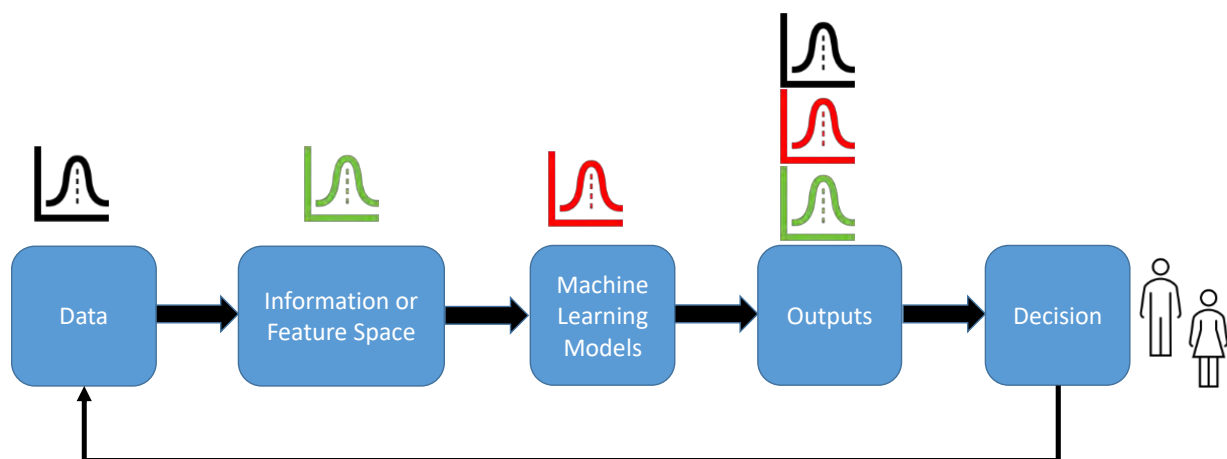 Data
Information or
Feature Space
Machine
Learning
Models
Outputs
Decision